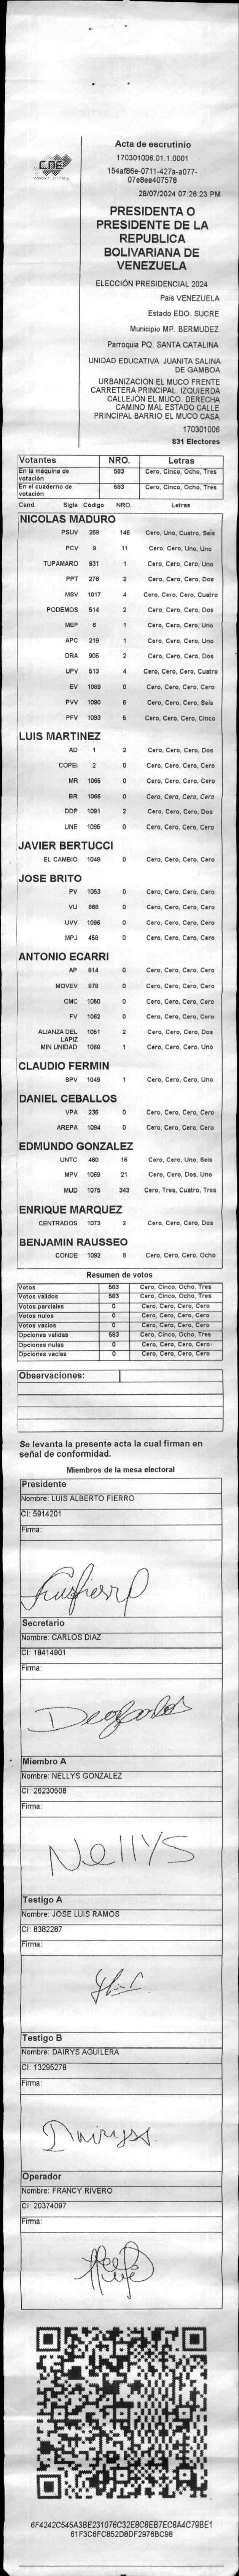 CNE
Acta de escrutinio
170301006.01.1.0001
154af86e-0711-427a-a077-
07e8ee407578
28/07/2024 07:26:23 PM
PRESIDENTA O
PRESIDENTE DE LA
REPUBLICA
BOLIVARIANA DE
VENEZUELA
ELECCIÓN PRESIDENCIAL 2024
Pais VENEZUELA
Estado EDO. SUCRE
Municipio MP. BERMUDEZ
Parroquia PQ. SANTA CATALINA
UNIDAD EDUCATIVA JUANITA SALINA
DE GAMBOA
URBANIZACION EL MUCO FRENTE
CARRETERA PRINCIPAL. IZQUIERDA
CALLEJÓN EL MUCO. DERECHA
CAMINO MAL ESTADO CALLE
PRINCIPAL BARRIO EL MUCO CASA
170301006
831 Electores
Votantes NRO. Letras
En la máquina de votación 583 Cero, Cinco, Ocho, Tres
En el cuaderno de votación 583 Cero, Cinco, Ocho, Tres
Cand. Sigla Código NRO. Letras
NICOLAS MADURO
PSUV 269 146 Cero, Uno, Cuatro, Seis
PCV 9 11 Cero, Cero, Uno, Uno
TUPAMARO 931 1 Cero, Cero, Cero, Uno
PPT 276 2 Cero, Cero, Cero, Dos
MSV 1017 4 Cero, Cero, Cero, Cuatro
PODEMOS 514 2 Cero, Cero, Cero, Dos
MEP 6 1 Cero, Cero, Cero, Uno
APC 219 1 Cero, Cero, Cero, Uno
ORA 906 2 Cero, Cero, Cero, Dos
UPV 513 4 Cero, Cero, Cero, Cuatro
EV 1089 0 Cero, Cero, Cero, Cero
PVV 1090 6 Cero, Cero, Cero, Seis
PFV 1093 5 Cero, Cero, Cero, Cinco
LUIS MARTINEZ
AD 1 2 Cero, Cero, Cero, Dos
COPEI 2 0 Cero, Cero, Cero, Cero
MR 1065 0 Cero, Cero, Cero, Cero
BR 1066 0 Cero, Cero, Cero, Cero
DDP 1091 2 Cero, Cero, Cero, Dos
UNE 1095 0 Cero, Cero, Cero, Cero
JAVIER BERTUCCI
EL CAMBIO 1048 0 Cero, Cero, Cero, Cero
JOSE BRITO
PV 1053 0 Cero, Cero, Cero, Cero
VU 868 0 Cero, Cero, Cero, Cero
UVV 1096 0 Cero, Cero, Cero, Cero
MPJ 458 0 Cero, Cero, Cero, Cero
ANTONIO ECARRI
AP 814 0 Cero, Cero, Cero, Cero
MOVEV 878 0 Cero, Cero, Cero, Cero
CMC 1050 0 Cero, Cero, Cero, Cero
FV 1062 0 Cero, Cero, Cero, Cero
ALIANZA DEL LAPIZ 1051 2 Cero, Cero, Cero, Dos
MIN UNIDAD 1068 1 Cero, Cero, Cero, Uno
CLAUDIO FERMIN
SPV 1049 1 Cero, Cero, Cero, Uno
DANIEL CEBALLOS
VPA 236 0 Cero, Cero, Cero, Cero
AREPA 1094 0 Cero, Cero, Cero, Cero
EDMUNDO GONZALEZ
UNTC 460 16 Cero, Cero, Uno, Seis
MPV 1069 21 Cero, Cero, Dos, Uno
MUD 1075 343 Cero, Tres, Cuatro, Tres
ENRIQUE MARQUEZ
CENTRADOS 1073 2 Cero, Cero, Cero, Dos
BENJAMIN RAUSSEO
CONDE 1092 8 Cero, Cero, Cero, Ocho
Resumen de votos
Votos 583 Cero, Cinco, Ocho, Tres
Votos validos 583 Cero, Cinco, Ocho, Tres
Votos parciales 0 Cero, Cero, Cero, Cero
Votos nulos 0 Cero, Cero, Cero, Cero
Votos vacios 0 Cero, Cero, Cero, Cero
Opciones validas 583 Cero, Cinco, Ocho, Tres
Opciones nulas 0 Cero, Cero, Cero, Cero
Opciones vacias 0 Cero, Cero, Cero, Cero
Observaciones:
Se levanta la presente acta la cual firman en
señal de conformidad.
Miembros de la mesa electoral
Presidente
Nombre: LUIS ALBERTO FIERRO
CI: 5914201
Firma:
Secretario
Nombre: CARLOS DIAZ
CI: 18414901
Firma:
Miembro A
Nombre: NELLYS GONZALEZ
CI: 26230508
Firma:
Nellys
Testigo A
Nombre: JOSE LUIS RAMOS
CI: 8382287
Firma:
Testigo B
Nombre: DAIRYS AGUILERA
CI: 13295278
Firma:
Dairyss
Operador
Nombre: FRANCY RIVERO
CI: 20374097
Firma:
6F4242C545A3BE231076C32E8C8EB7EC8A4C79BE1
61F3C6FC852D8DF2976BC98